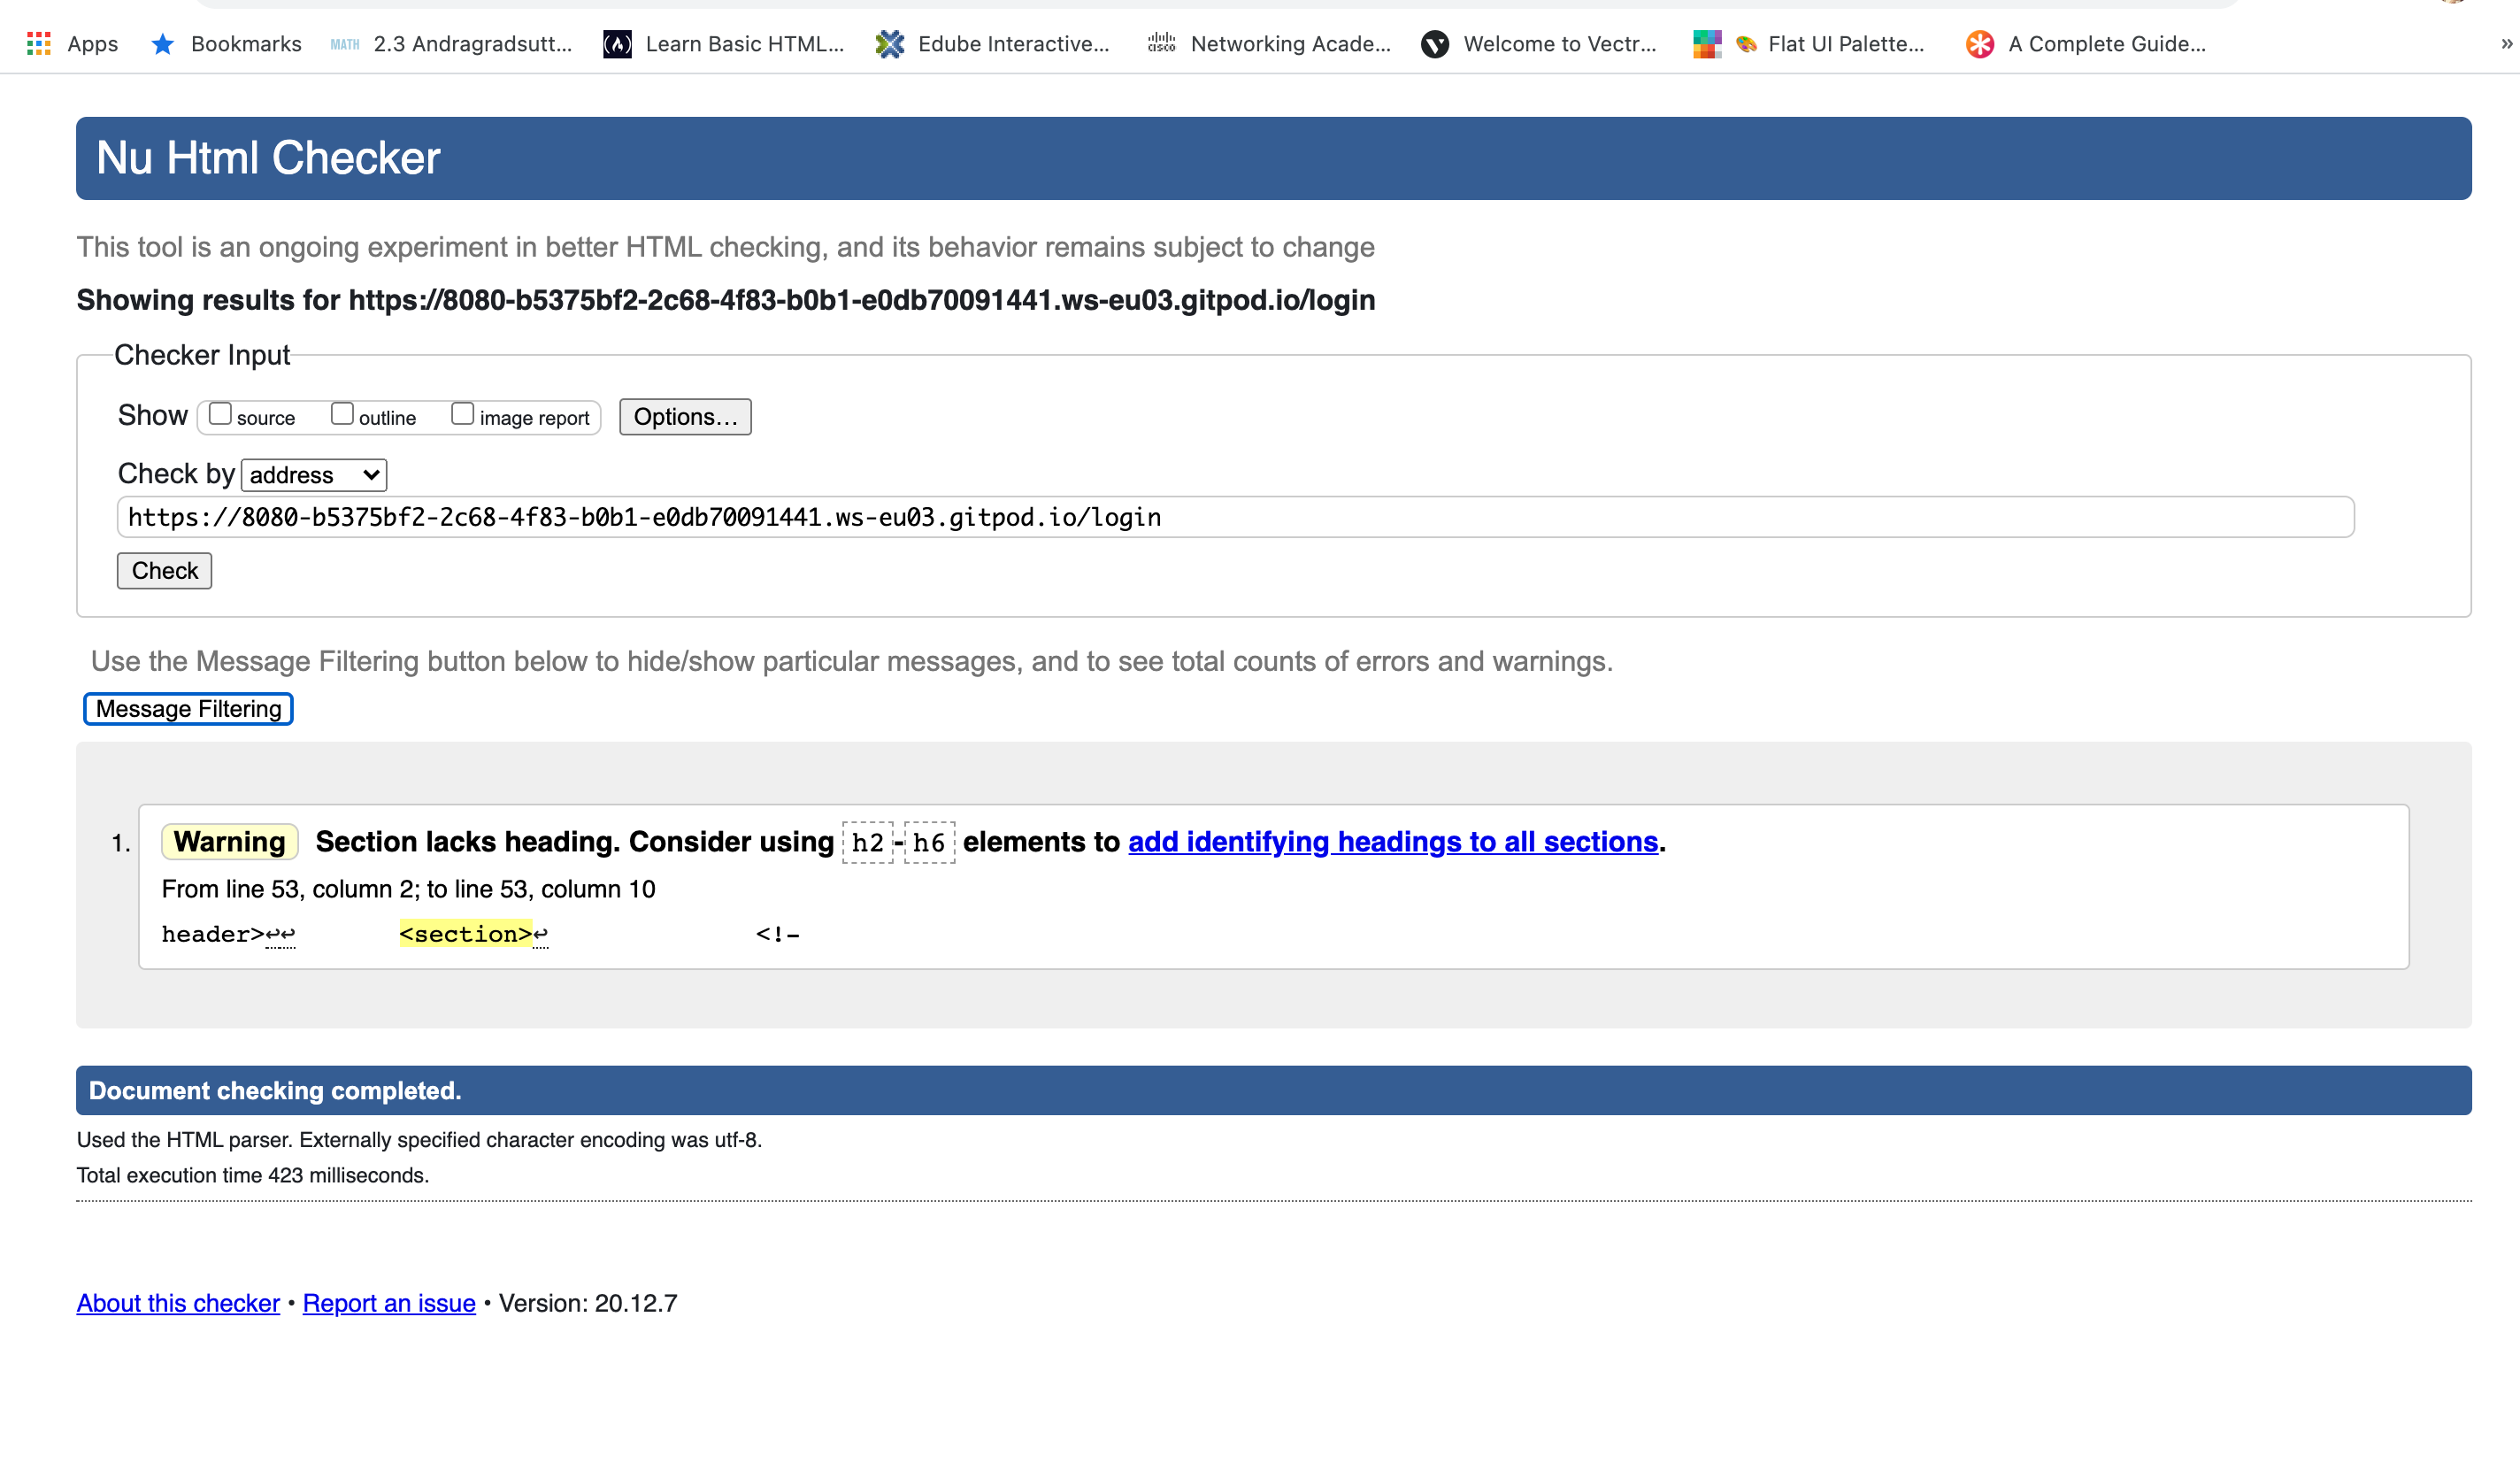 Apps Bookmarks MATH 2.3 Andragradsutt... (A) Learn Basic HTML... Edube Interactive... cisco Networking Acade... Welcome to Vectr... Flat UI Palette... A Complete Guide... »
Nu Html Checker
This tool is an ongoing experiment in better HTML checking, and its behavior remains subject to change
Showing results for https://8080-b5375bf2-2c68-4f83-b0b1-e0db70091441.ws-eu03.gitpod.io/login
Checker Input
Show source outline image report Options...
Check by address
https://8080-b5375bf2-2c68-4f83-b0b1-e0db70091441.ws-eu03.gitpod.io/login
Check
Use the Message Filtering button below to hide/show particular messages, and to see total counts of errors and warnings.
Message Filtering
1. Warning Section lacks heading. Consider using h2-h6 elements to add identifying headings to all sections.
From line 53, column 2; to line 53, column 10
header>↩↩ <section>↩ <!-
Document checking completed.
Used the HTML parser. Externally specified character encoding was utf-8.
Total execution time 423 milliseconds.
About this checker • Report an issue • Version: 20.12.7